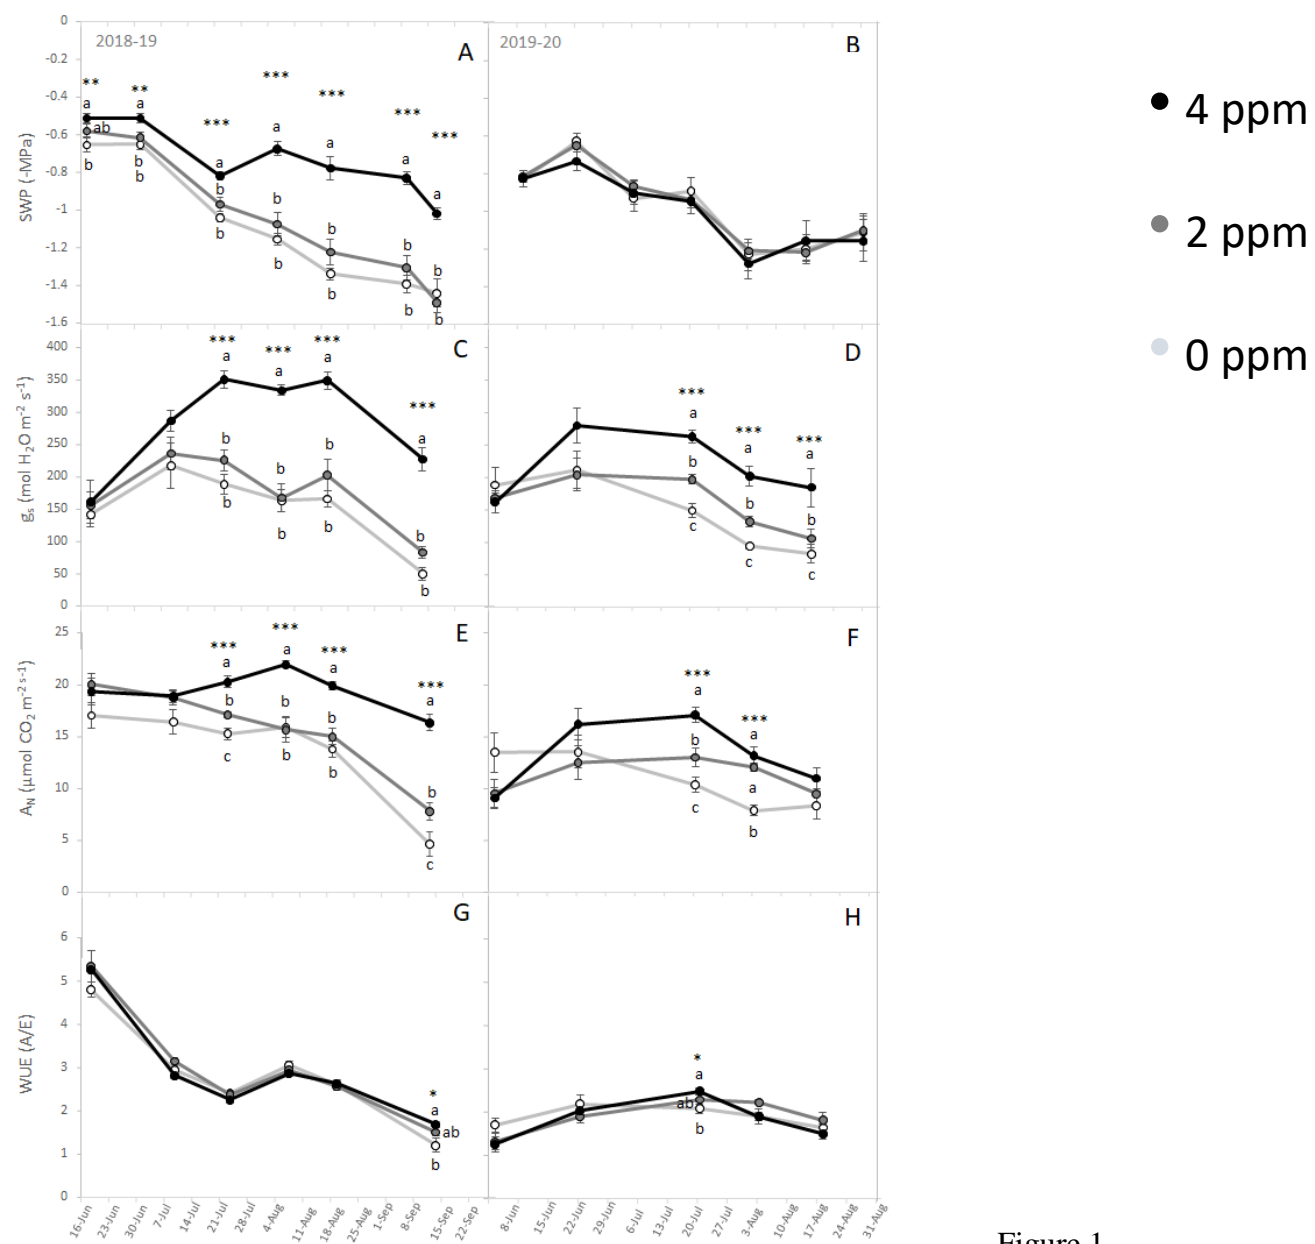 2018-19
A
2019-20
B
4 ppm
2 ppm
0 ppm
SWP (-MPa)
0
-0.2
-0.4
-0.6
-0.8
-1
-1.2
-1.4
-1.6
** ** *** *** *** *** ***
a a a a a a a
ab b b b b b b
b b b b b b b
C
D
gs (mol H2O m-2 s-1)
400
350
300
250
200
150
100
50
0
*** *** *** ***
a a a a
b b b b
b b b b
*** *** ***
a a a
b b b
c c c
E
F
AN (µmol CO2 m-2 s-1)
25
20
15
10
5
0
*** *** *** ***
a a a a
b b b b
c b b c
*** ***
a a
b a
c b
G
H
WUE (A/E)
6
5
4
3
2
1
0
*
a
ab
b
*
a
ab
b
16-Jun 23-Jun 30-Jun 7-Jul 14-Jul 21-Jul 28-Jul 4-Aug 11-Aug 18-Aug 25-Aug 1-Sep 8-Sep 15-Sep 22-Sep
8-Jun 15-Jun 22-Jun 29-Jun 6-Jul 13-Jul 20-Jul 27-Jul 3-Aug 10-Aug 17-Aug 24-Aug 31-Aug
Figure 1